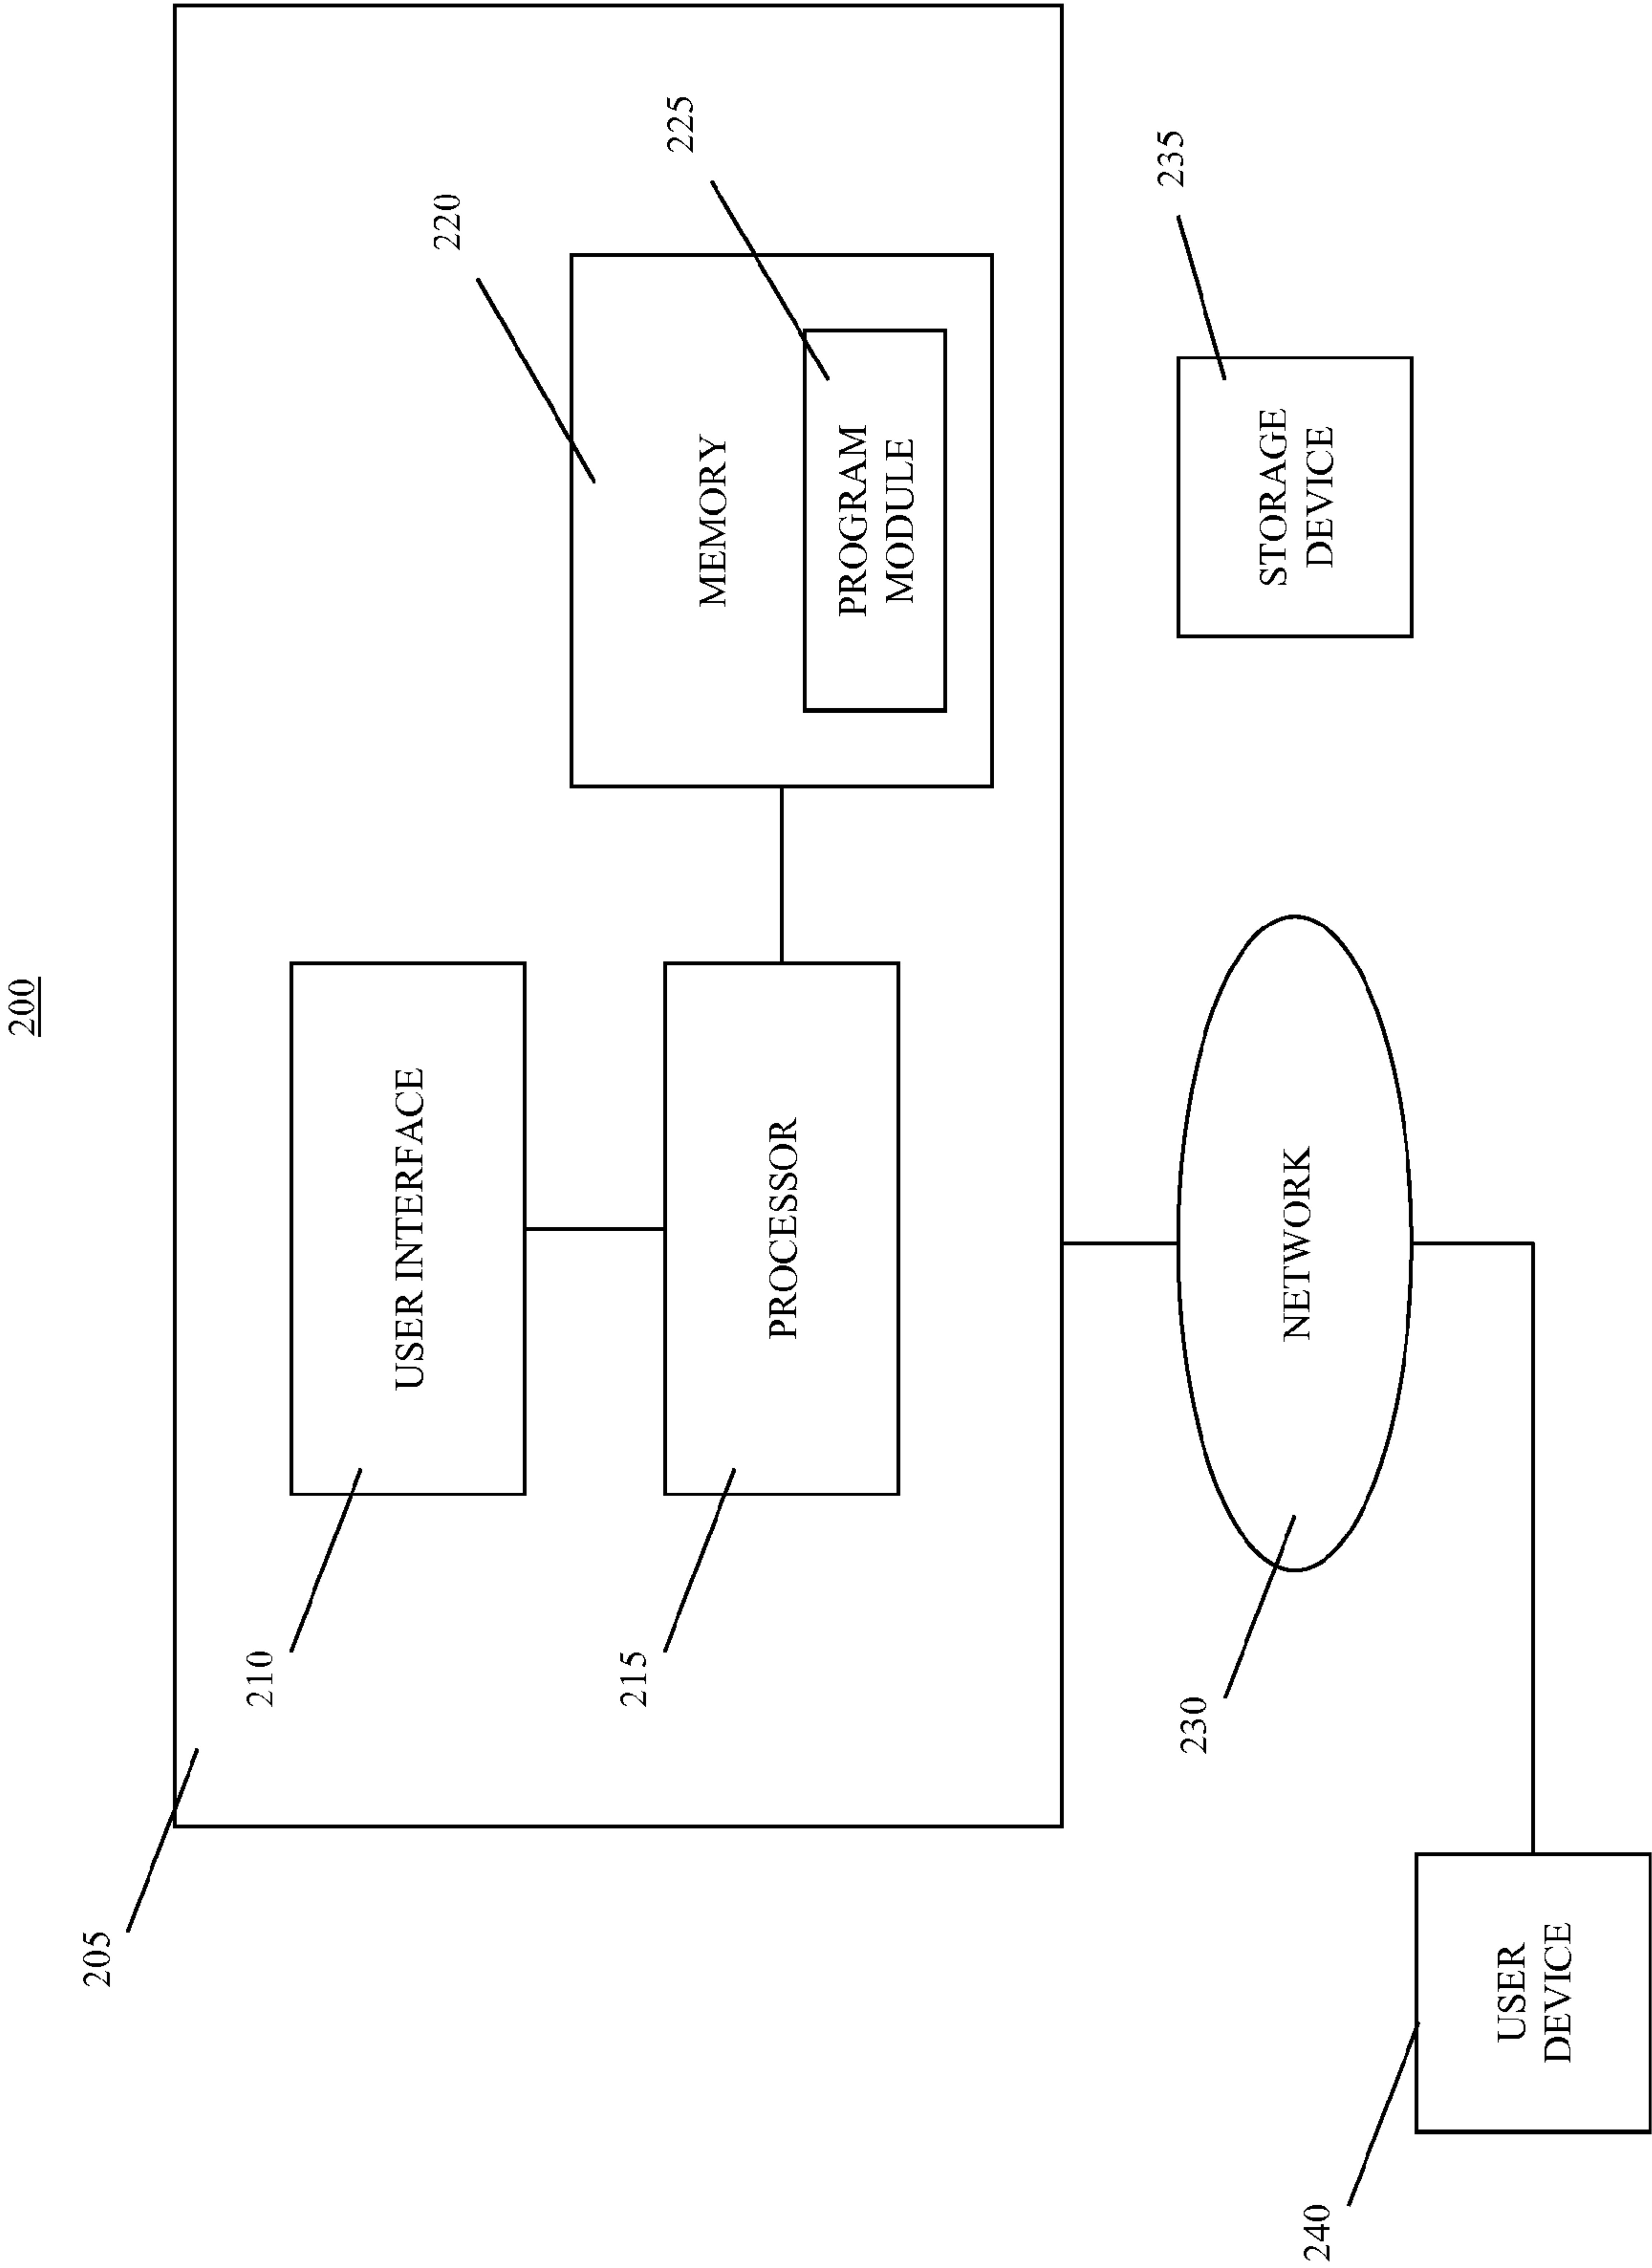 200
205
210
USER INTERFACE
220
215
PROCESSOR
MEMORY
225
PROGRAM
MODULE
230
NETWORK
235
STORAGE
DEVICE
240
USER
DEVICE